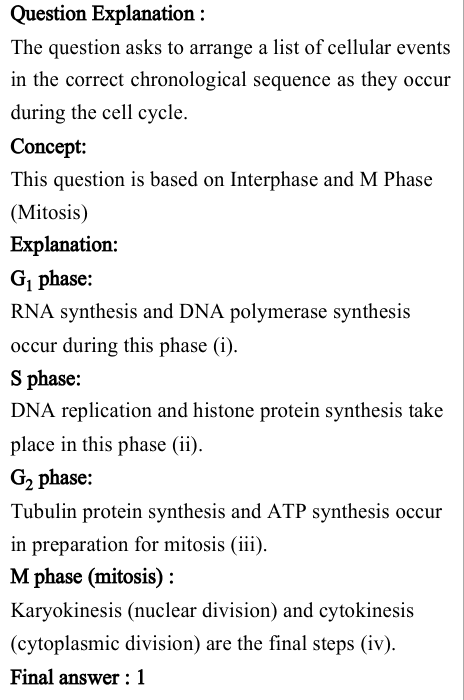 Question Explanation :
The question asks to arrange a list of cellular events
in the correct chronological sequence as they occur
during the cell cycle.
Concept:
This question is based on Interphase and M Phase
(Mitosis)
Explanation:
G₁ phase:
RNA synthesis and DNA polymerase synthesis
occur during this phase (i).
S phase:
DNA replication and histone protein synthesis take
place in this phase (ii).
G₂ phase:
Tubulin protein synthesis and ATP synthesis occur
in preparation for mitosis (iii).
M phase (mitosis) :
Karyokinesis (nuclear division) and cytokinesis
(cytoplasmic division) are the final steps (iv).
Final answer : 1